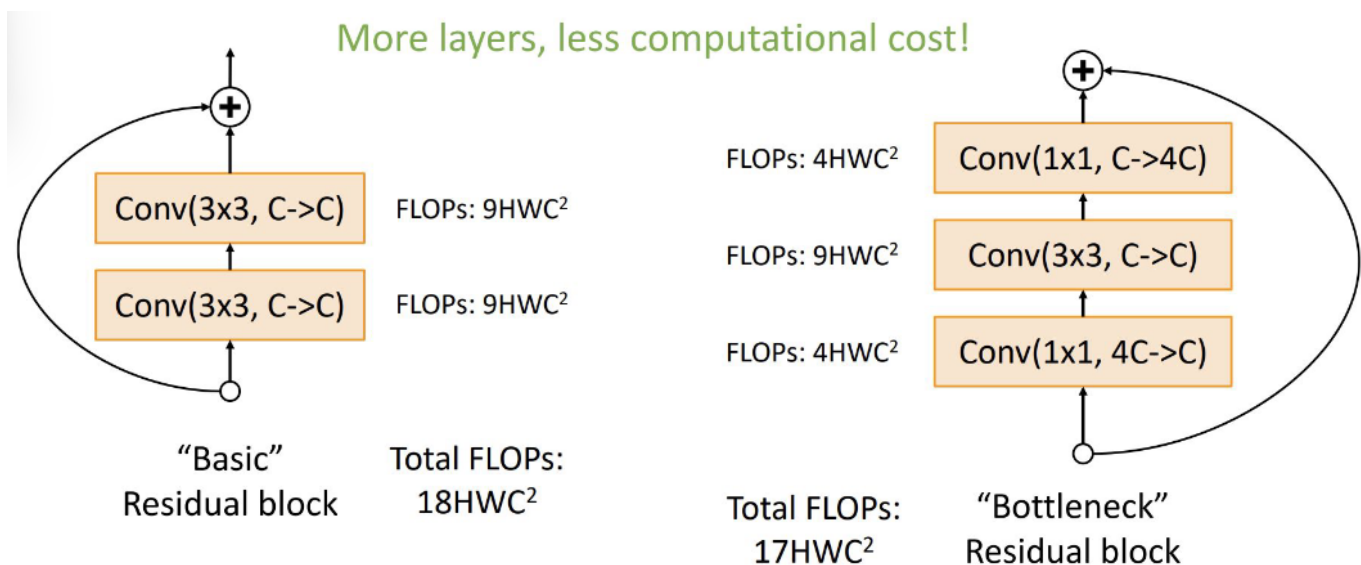 More layers, less computational cost!
Conv(3x3, C->C)
FLOPs: 9HWC²
Conv(3x3, C->C)
FLOPs: 9HWC²
“Basic”
Residual block
Total FLOPs:
18HWC²
FLOPs: 4HWC²
Conv(1x1, C->4C)
FLOPs: 9HWC²
Conv(3x3, C->C)
FLOPs: 4HWC²
Conv(1x1, 4C->C)
Total FLOPs:
17HWC²
“Bottleneck”
Residual block